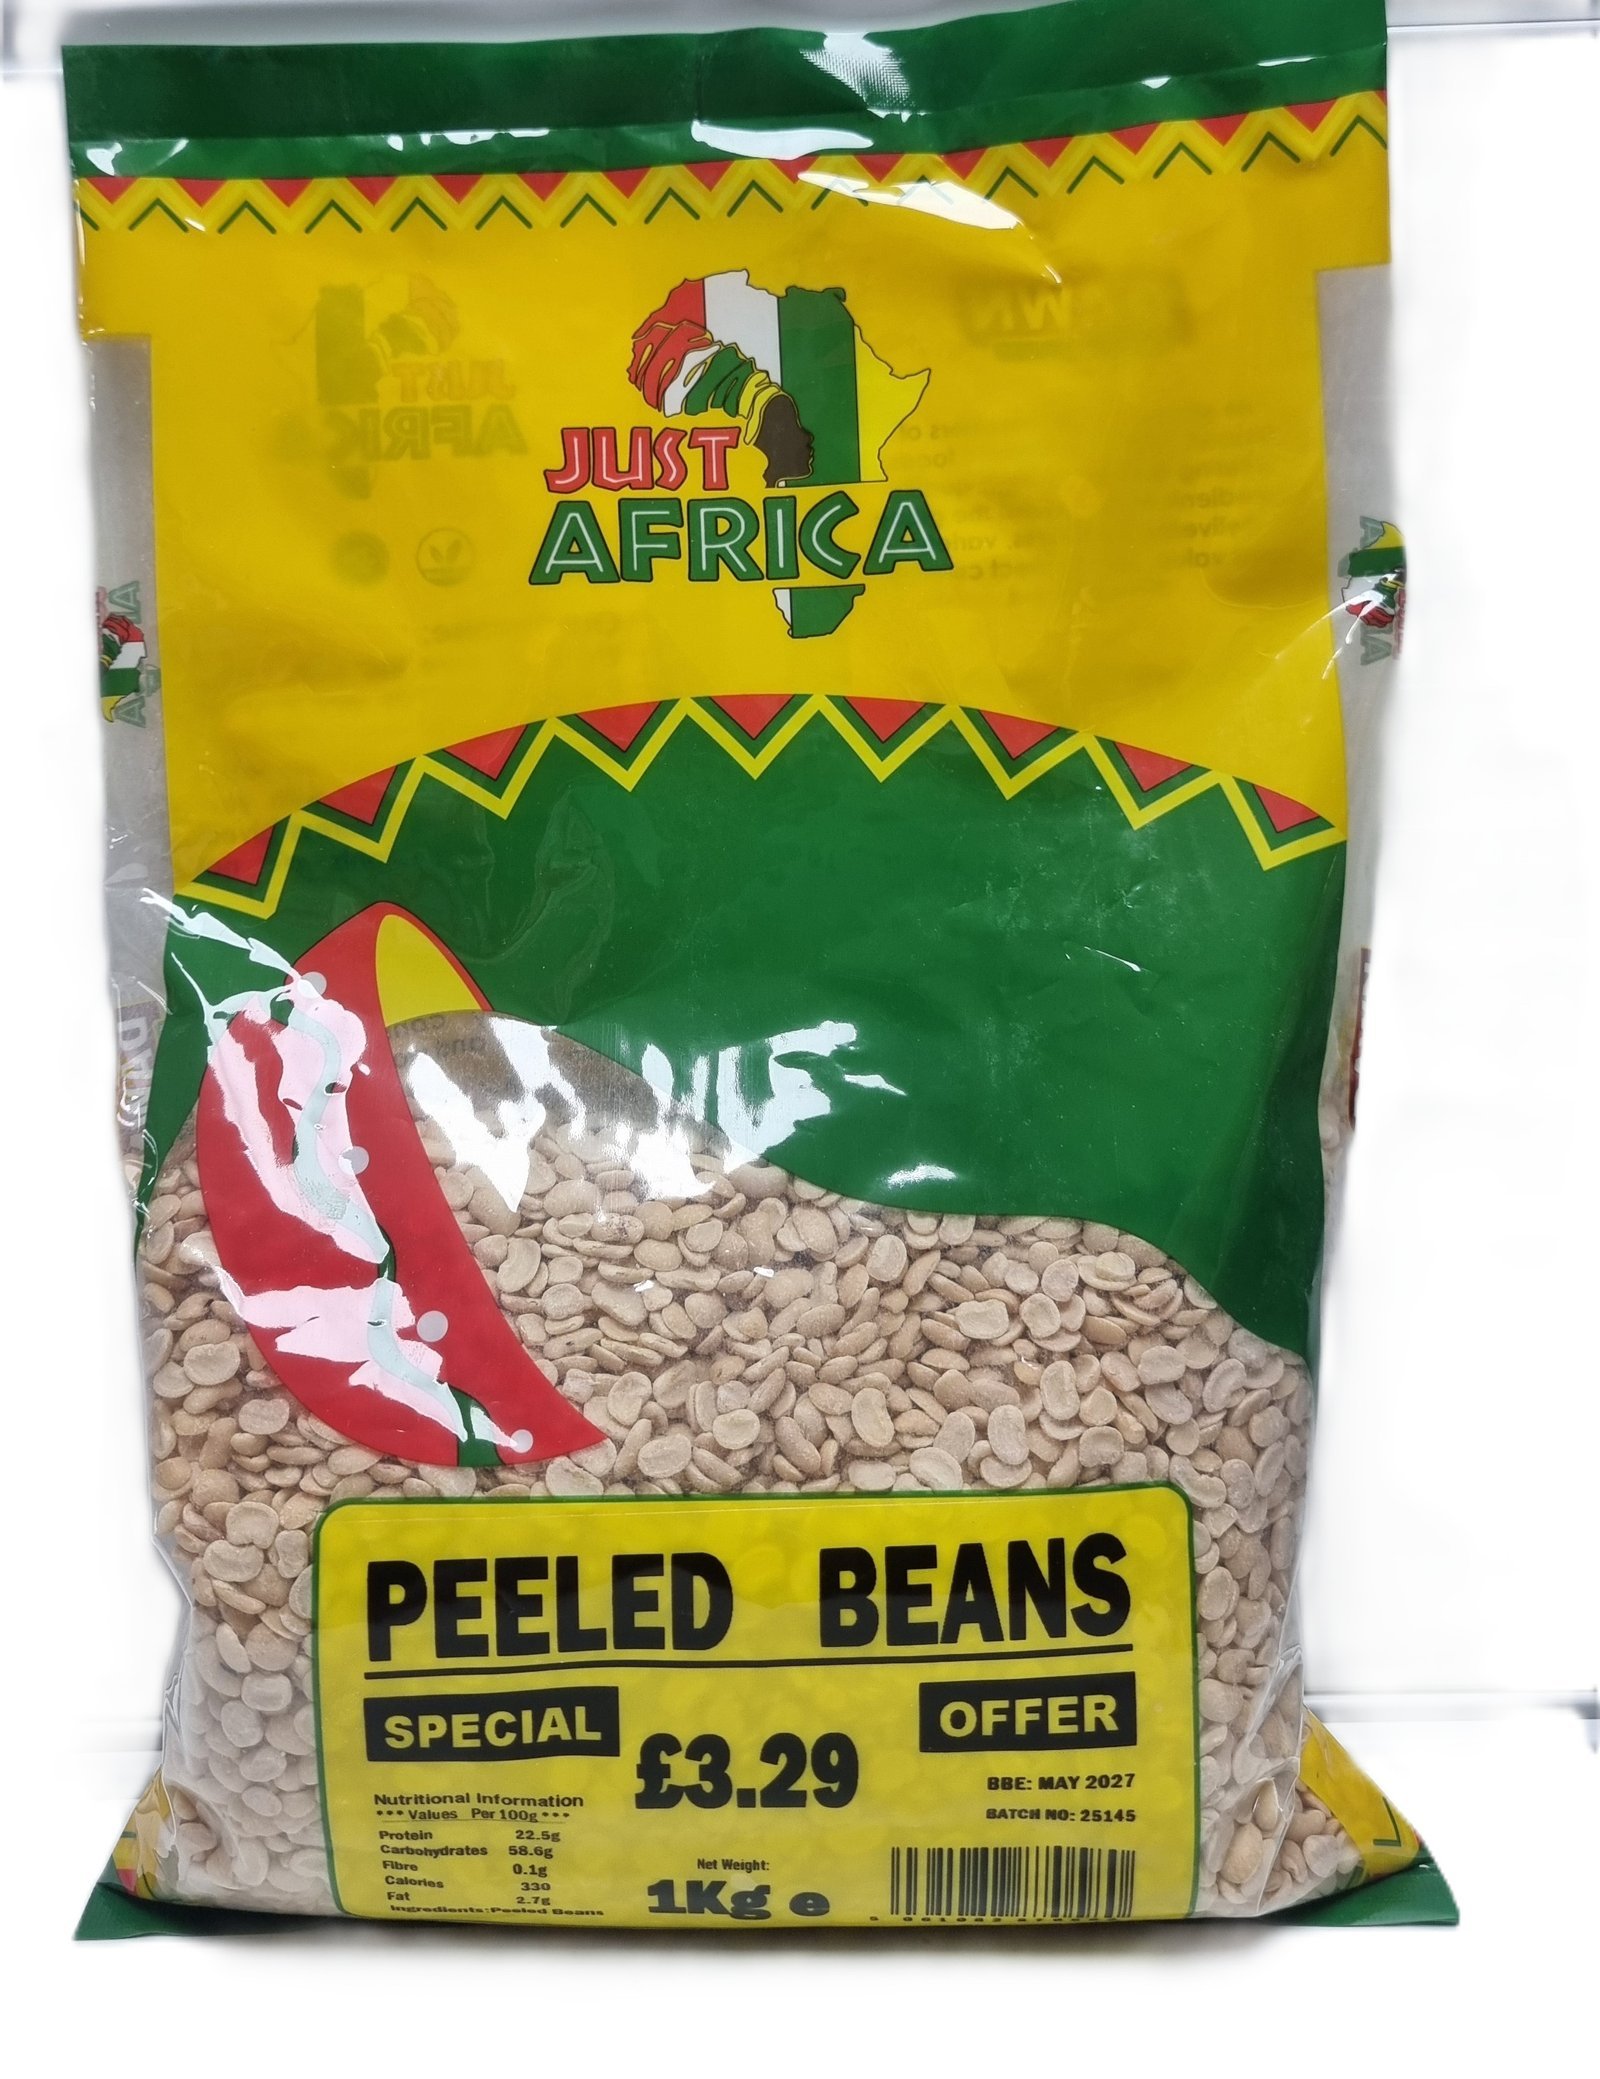 JUST
AFRICA
PEELED BEANS
SPECIAL
OFFER
£3.29
BBE: MAY 2027
BATCH NO: 25145
Nutritional Information
*** Values Per 100g ***
Protein 22.5g
Carbohydrates 58.6g
Fibre 0.1g
Calories 330
Fat 2.7g
Ingredients:Peeled Beans
Net Weight:
1Kg e